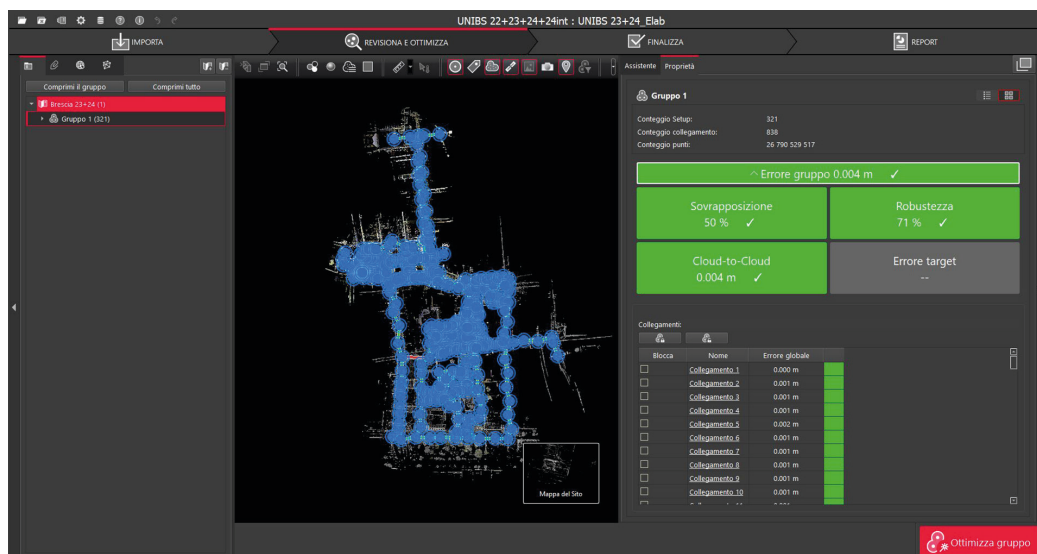 UNIBS 22+23+24+24int : UNIBS 23+24_Elab
IMPORTA
REVISIONA E OTTIMIZZA
FINALIZZA
REPORT
Comprimi il gruppo
Comprimi tutto
Brescia 23+24 (1)
Gruppo 1 (321)
Mappa del Sito
Assistente
Proprietà
Gruppo 1
Conteggio Setup: 321
Conteggio collegamento: 838
Conteggio punti: 26 790 529 517
Errore gruppo 0.004 m ✓
Sovrapposizione
50 % ✓
Robustezza
71 % ✓
Cloud-to-Cloud
0.004 m ✓
Errore target
--
Collegamenti:
Blocca Nome Errore globale
Collegamento 1 0.000 m
Collegamento 2 0.001 m
Collegamento 3 0.001 m
Collegamento 4 0.001 m
Collegamento 5 0.002 m
Collegamento 6 0.001 m
Collegamento 7 0.001 m
Collegamento 8 0.001 m
Collegamento 9 0.001 m
Collegamento 10 0.001 m
Ottimizza gruppo